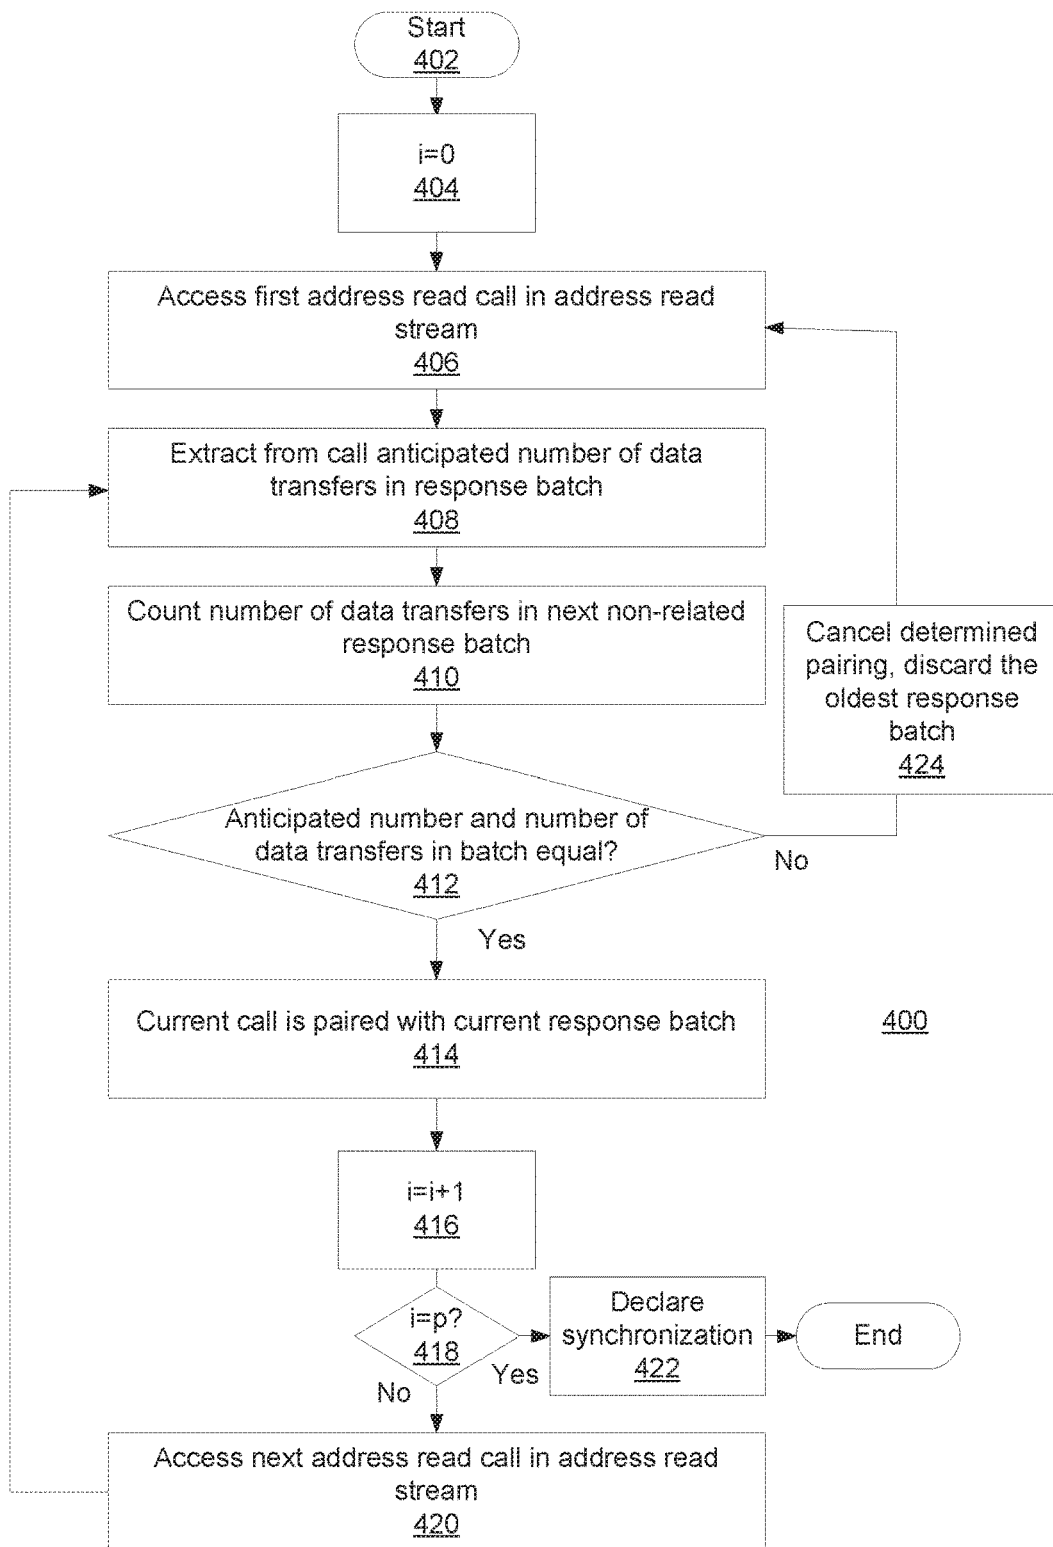 Start
402
i=0
404
Access first address read call in address read
stream
406
Extract from call anticipated number of data
transfers in response batch
408
Count number of data transfers in next non-related
response batch
410
Cancel determined
pairing, discard the
oldest response
batch
424
Anticipated number and number of
data transfers in batch equal?
412
No
Yes
Current call is paired with current response batch
414
400
i=i+1
416
i=p?
418
Yes
No
Declare
synchronization
422
End
Access next address read call in address read
stream
420